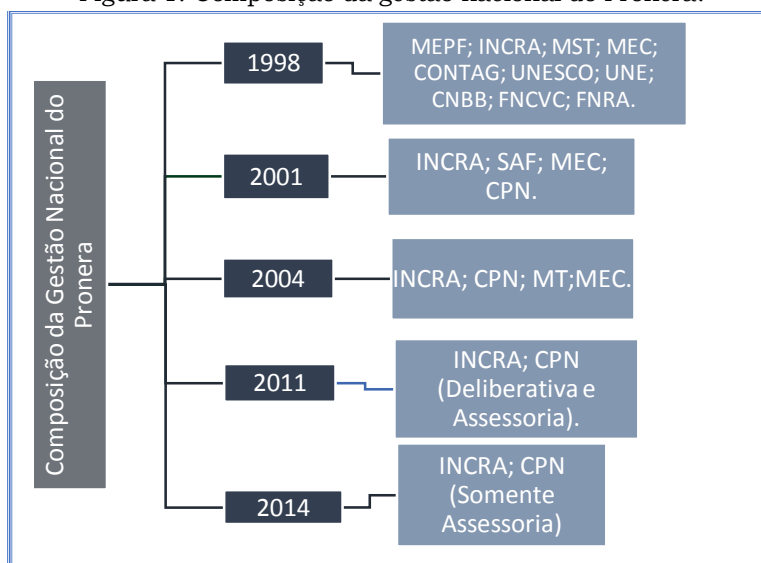 Figura 1: Composição da gestão nacional do Pronera.
Composição da Gestão Nacional do
Pronera
1998
MEPF; INCRA; MST; MEC;
CONTAG; UNESCO; UNE;
CNBB; FNCVC; FNRA.
2001
INCRA; SAF; MEC;
CPN.
2004
INCRA; CPN; MT;MEC.
2011
INCRA; CPN
(Deliberativa e
Assessoria).
2014
INCRA; CPN
(Somente
Assessoria)